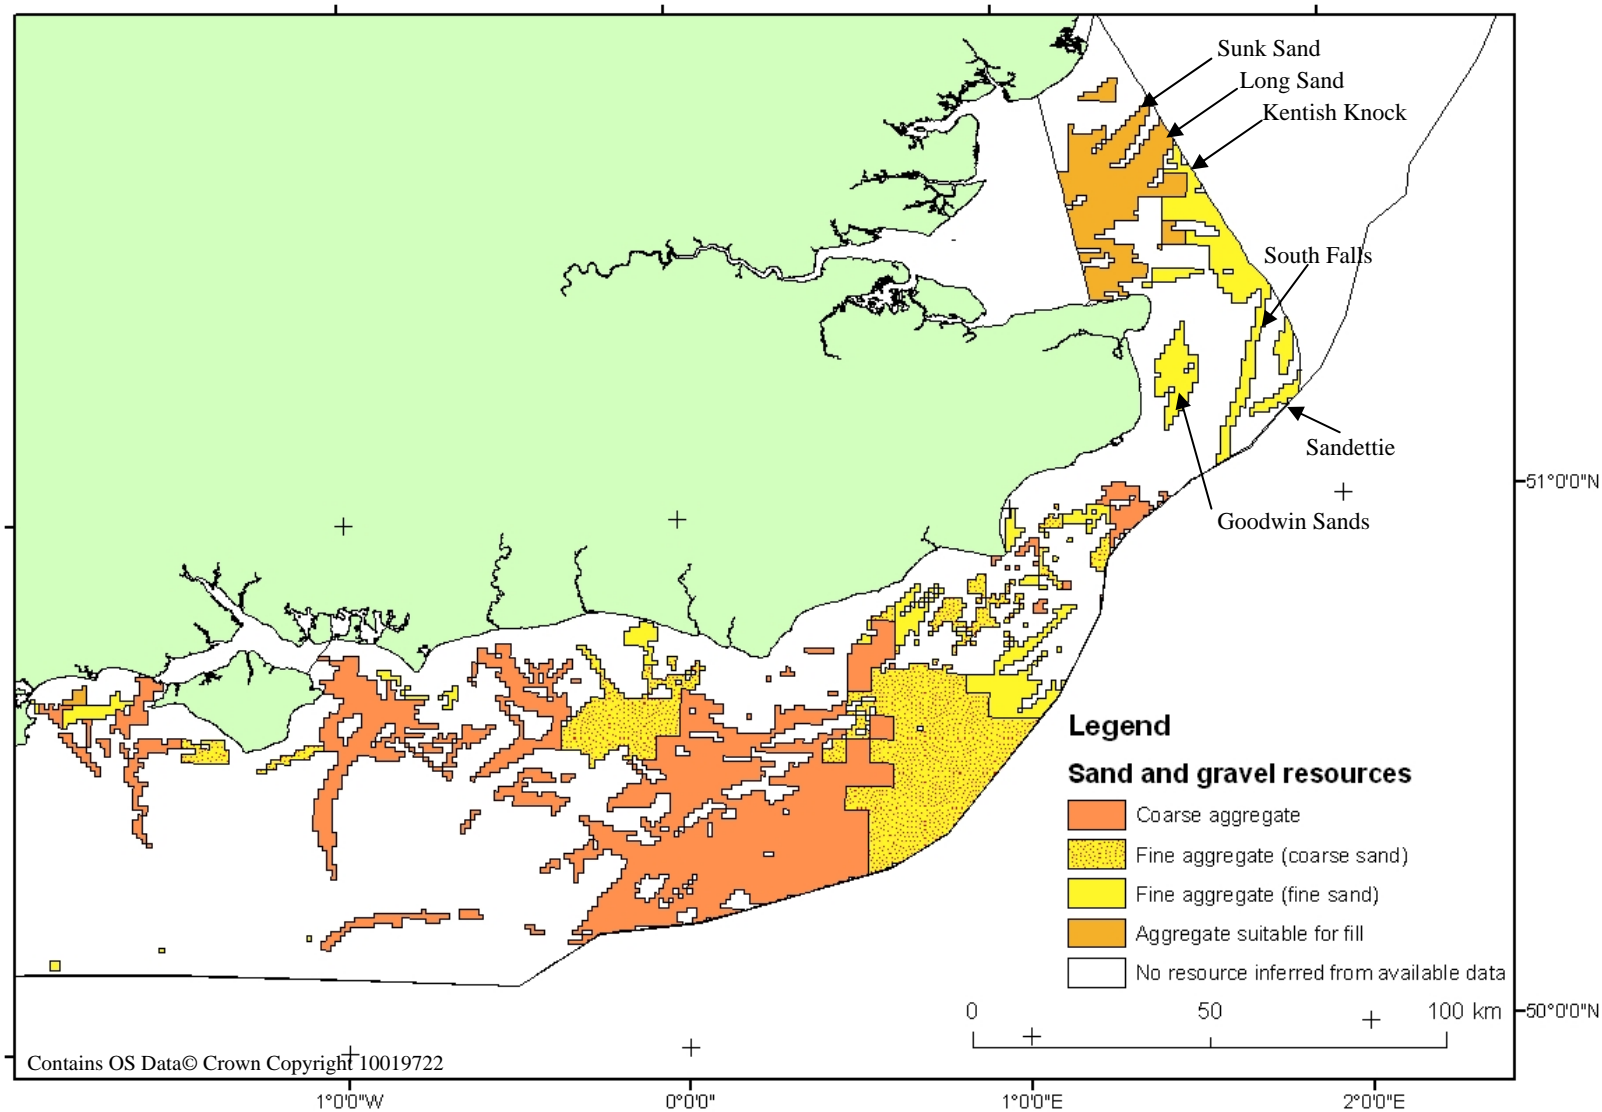 Sunk Sand
Long Sand
Kentish Knock
South Falls
Sandettie
51°0'0"N
Goodwin Sands
Legend
Sand and gravel resources
Coarse aggregate
Fine aggregate (coarse sand)
Fine aggregate (fine sand)
Aggregate suitable for fill
No resource inferred from available data
0 50 100 km
50°0'0"N
Contains OS Data© Crown Copyright 10019722
1°0'0"W 0°0'0" 1°0'0"E 2°0'0"E